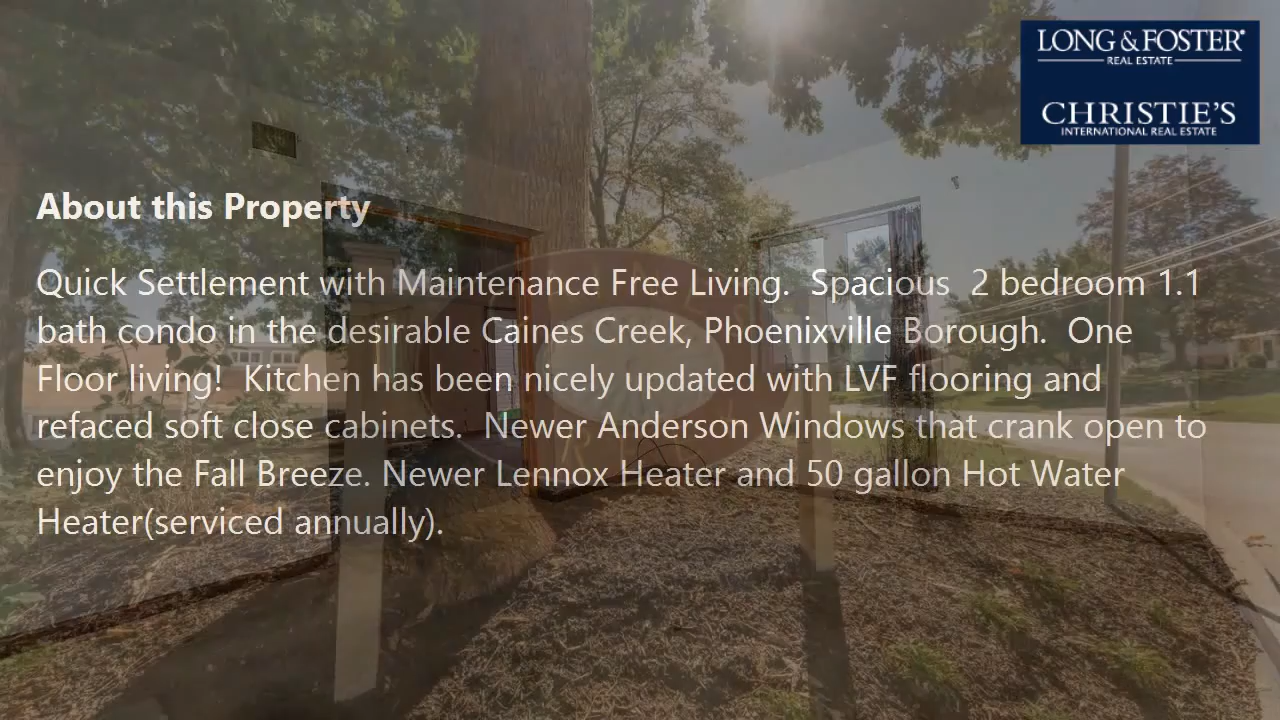 LONG & FOSTER®
REAL ESTATE
CHRISTIE'S
INTERNATIONAL REAL ESTATE
About this Property
Quick Settlement with Maintenance Free Living.  Spacious  2 bedroom 1.1
bath condo in the desirable Caines Creek, Phoenixville Borough.  One
Floor living!  Kitchen has been nicely updated with LVF flooring and
refaced soft close cabinets.  Newer Anderson Windows that crank open to
enjoy the Fall Breeze. Newer Lennox Heater and 50 gallon Hot Water
Heater(serviced annually).